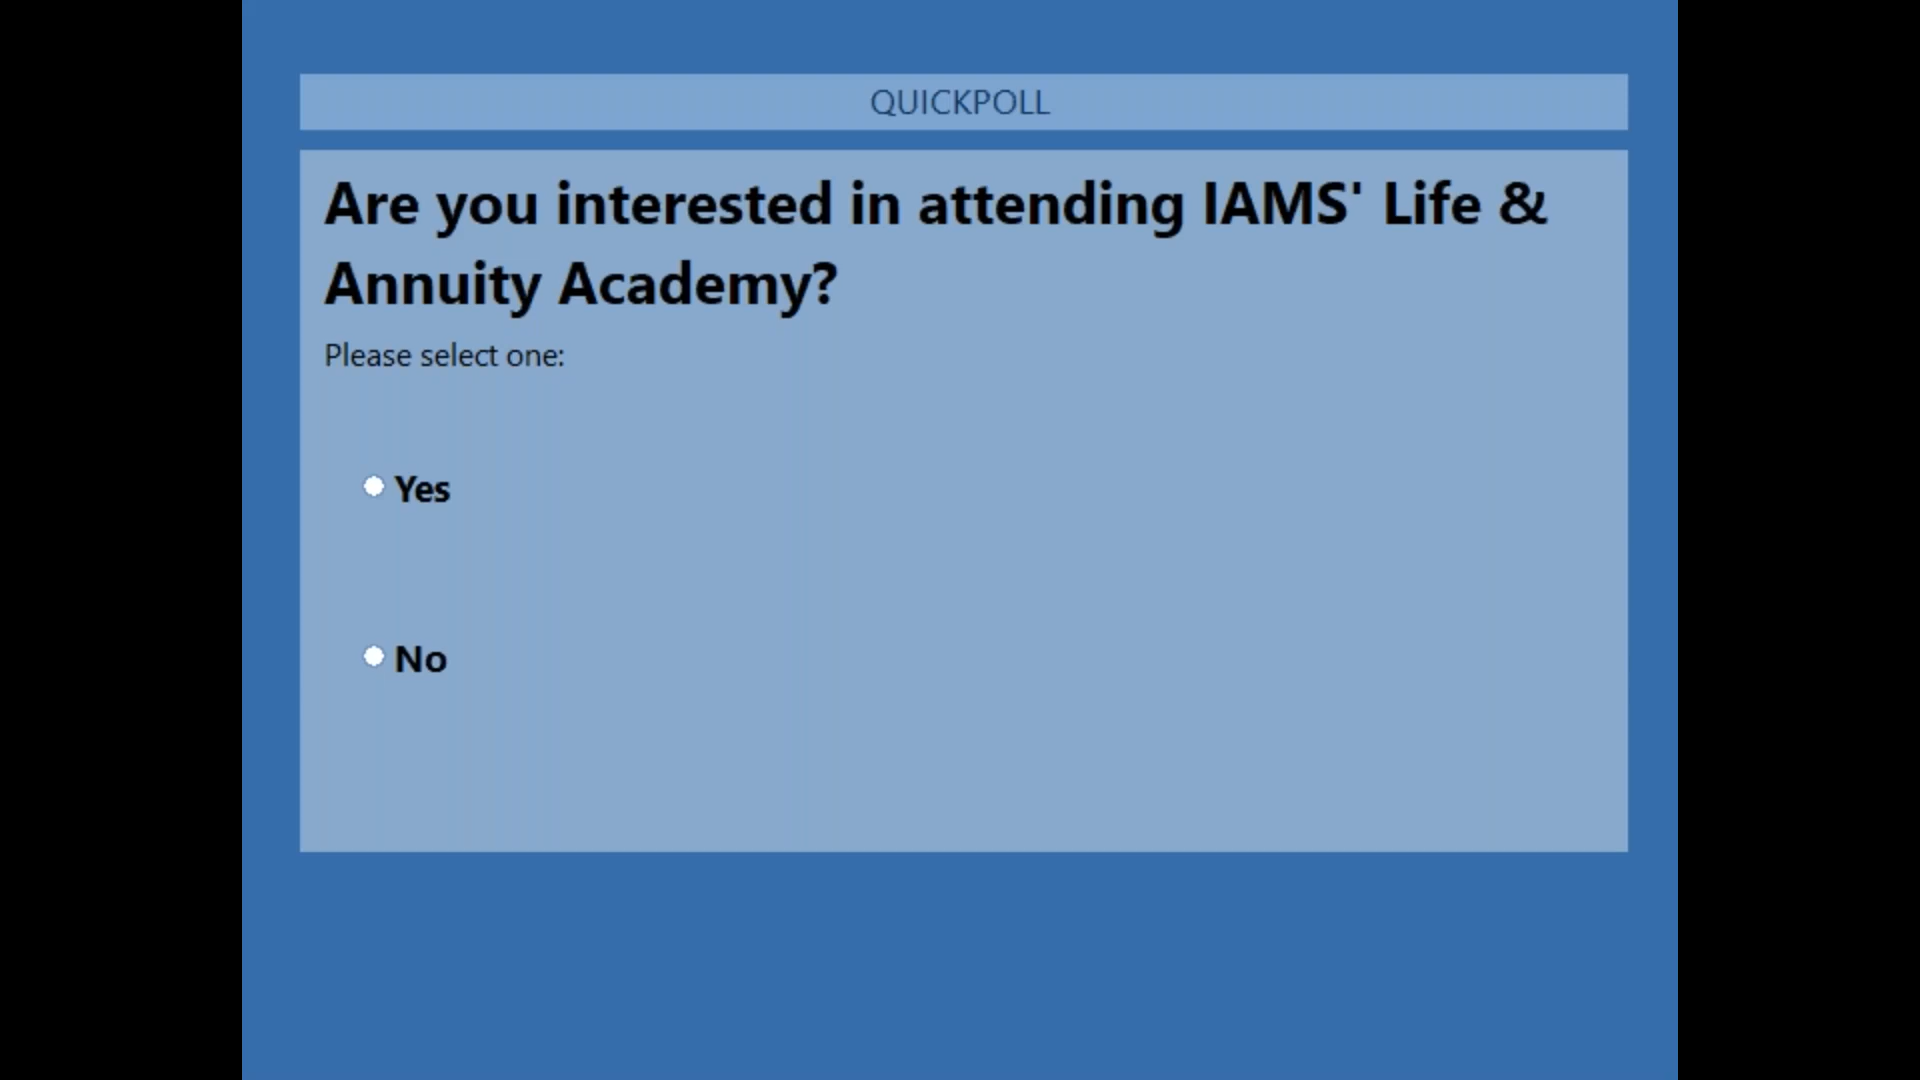 QUICKPOLL
Are you interested in attending IAMS' Life &
Annuity Academy?
Please select one:
Yes
No